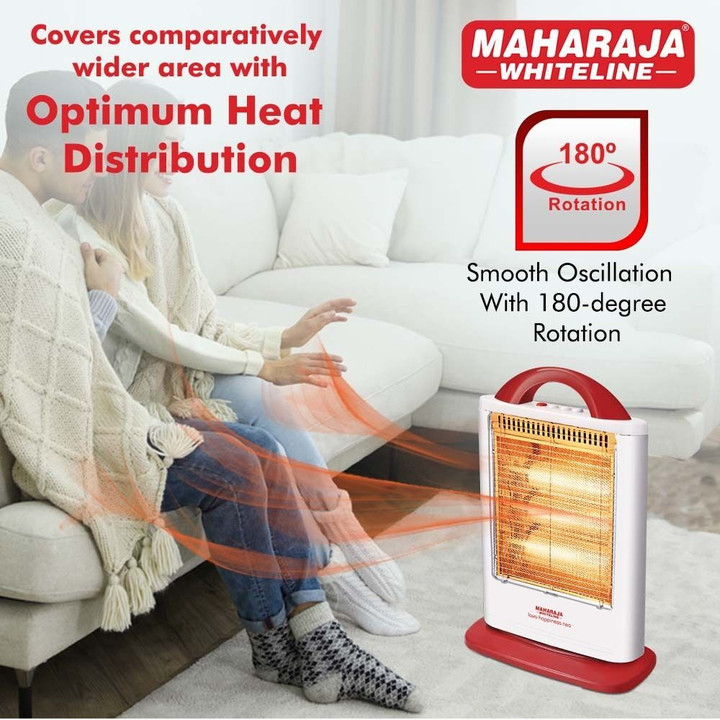 Covers comparatively
wider area with
Optimum Heat
Distribution
MAHARAJA®
WHITELINE
180º
Rotation
Smooth Oscillation
With 180-degree
Rotation
MAHARAJA
WHITELINE